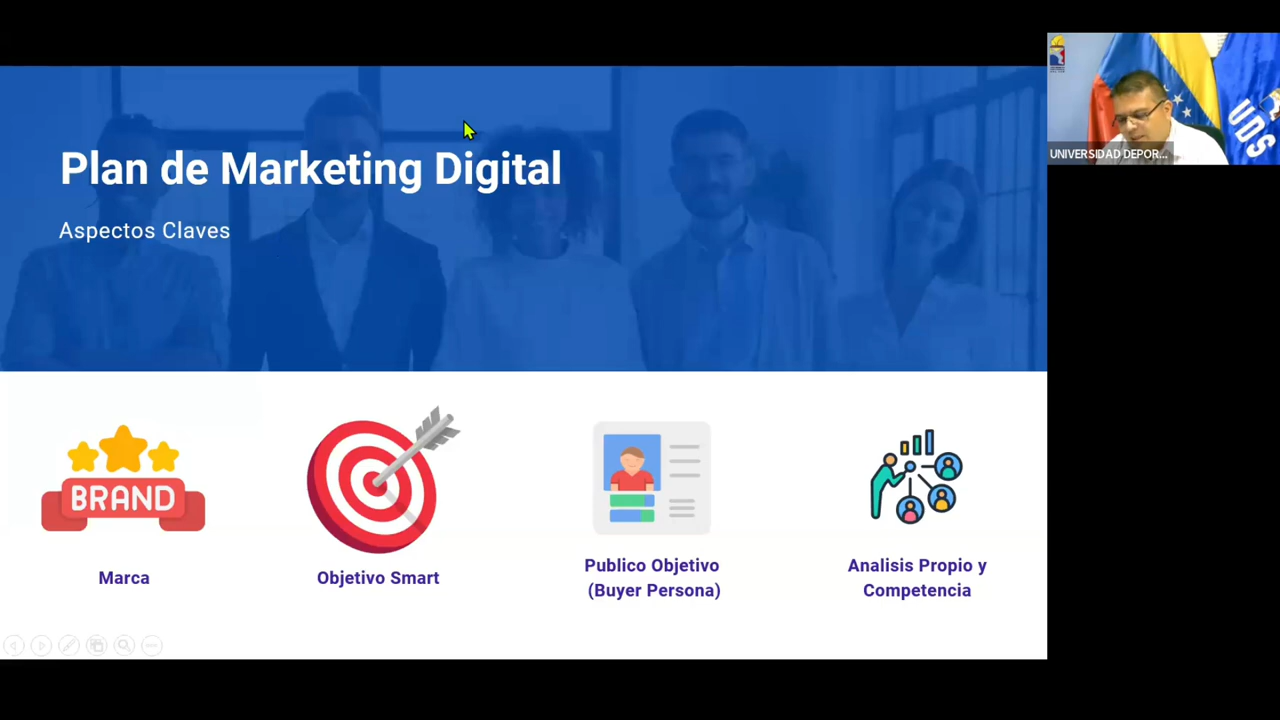 Plan de Marketing Digital
Aspectos Claves
BRAND
Marca
Objetivo Smart
Publico Objetivo
(Buyer Persona)
Analisis Propio y
Competencia
UNIVERSIDAD DEPOR...
UDS